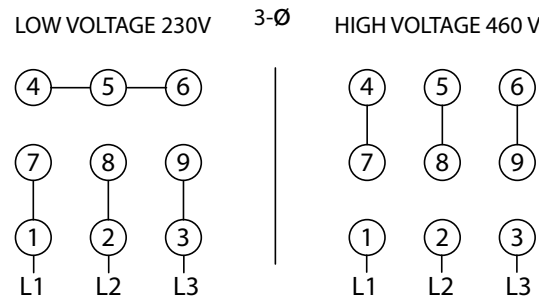 3-Ø
LOW VOLTAGE 230V
4 5 6
7 8 9
1 2 3
L1 L2 L3
HIGH VOLTAGE 460 V
4 5 6
7 8 9
1 2 3
L1 L2 L3